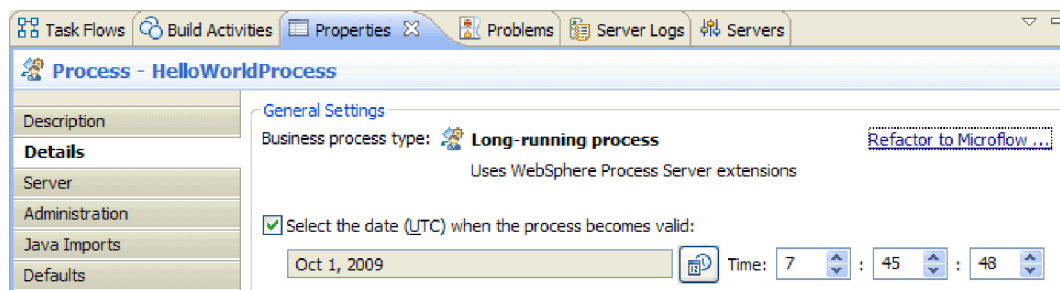 Task Flows Build Activities Properties Problems Server Logs Servers
Process - HelloWorldProcess
Description
Details
Server
Administration
Java Imports
Defaults
General Settings
Business process type: Long-running process Refactor to Microflow ...
Uses WebSphere Process Server extensions
Select the date (UTC) when the process becomes valid:
Oct 1, 2009 Time: 7 : 45 : 48